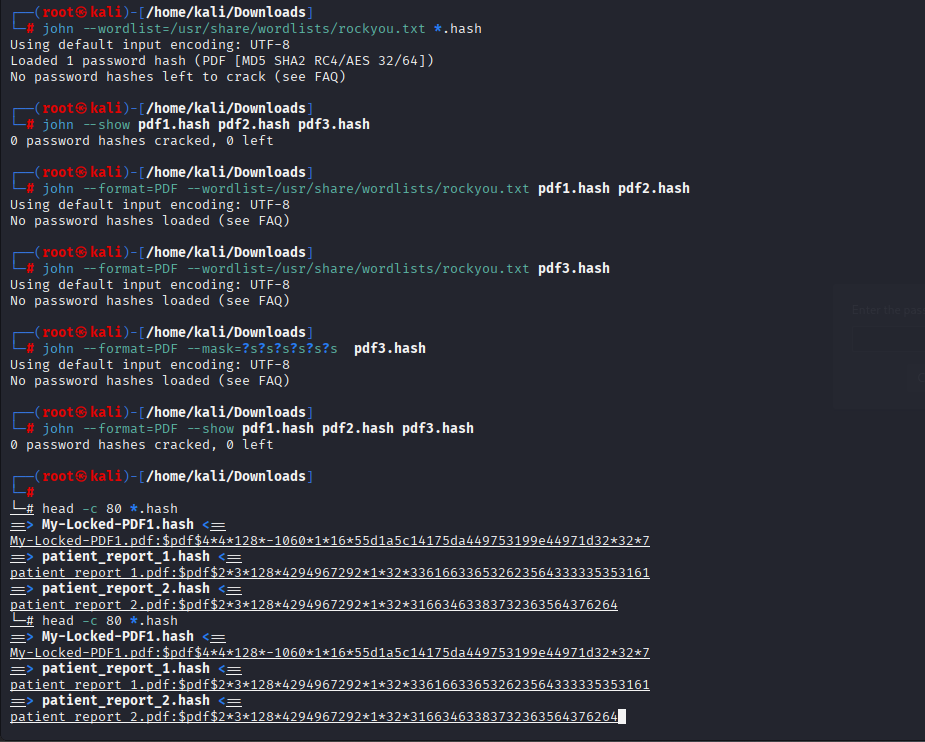 ┌──(root㉿kali)-[/home/kali/Downloads]
└─# john --wordlist=/usr/share/wordlists/rockyou.txt *.hash
Using default input encoding: UTF-8
Loaded 1 password hash (PDF [MD5 SHA2 RC4/AES 32/64])
No password hashes left to crack (see FAQ)
┌──(root㉿kali)-[/home/kali/Downloads]
└─# john --show pdf1.hash pdf2.hash pdf3.hash
0 password hashes cracked, 0 left
┌──(root㉿kali)-[/home/kali/Downloads]
└─# john --format=PDF --wordlist=/usr/share/wordlists/rockyou.txt pdf1.hash pdf2.hash
Using default input encoding: UTF-8
No password hashes loaded (see FAQ)
┌──(root㉿kali)-[/home/kali/Downloads]
└─# john --format=PDF --wordlist=/usr/share/wordlists/rockyou.txt pdf3.hash
Using default input encoding: UTF-8
No password hashes loaded (see FAQ)
┌──(root㉿kali)-[/home/kali/Downloads]
└─# john --format=PDF --mask=?s?s?s?s?s?s  pdf3.hash
Using default input encoding: UTF-8
No password hashes loaded (see FAQ)
┌──(root㉿kali)-[/home/kali/Downloads]
└─# john --format=PDF --show pdf1.hash pdf2.hash pdf3.hash
0 password hashes cracked, 0 left
┌──(root㉿kali)-[/home/kali/Downloads]
└─#
└─# head -c 80 *.hash
==> My-Locked-PDF1.hash <==
My-Locked-PDF1.pdf:$pdf$4*4*128*-1060*1*16*55d1a5c14175da449753199e44971d32*32*7
==> patient_report_1.hash <==
patient_report_1.pdf:$pdf$2*3*128*4294967292*1*32*336166336532623564333335353161
==> patient_report_2.hash <==
patient_report_2.pdf:$pdf$2*3*128*4294967292*1*32*31663463383732363564376264
└─# head -c 80 *.hash
==> My-Locked-PDF1.hash <==
My-Locked-PDF1.pdf:$pdf$4*4*128*-1060*1*16*55d1a5c14175da449753199e44971d32*32*7
==> patient_report_1.hash <==
patient_report_1.pdf:$pdf$2*3*128*4294967292*1*32*336166336532623564333335353161
==> patient_report_2.hash <==
patient_report_2.pdf:$pdf$2*3*128*4294967292*1*32*31663463383732363564376264
Enter the